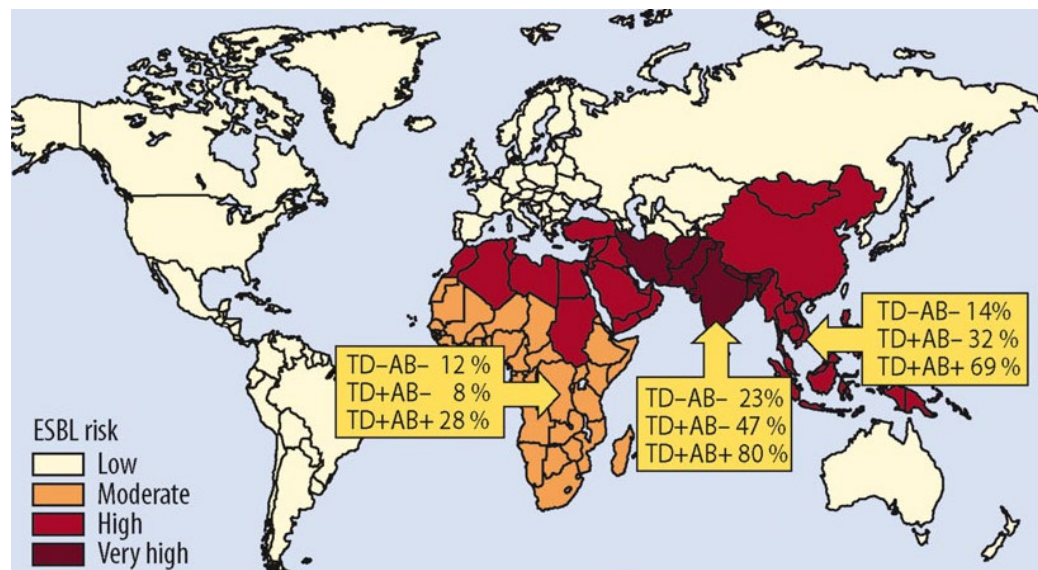 TD–AB– 14%
TD+AB– 32 %
TD+AB+ 69 %
TD–AB– 12 %
TD+AB– 8 %
TD+AB+ 28 %
TD–AB– 23%
TD+AB– 47 %
TD+AB+ 80 %
ESBL risk
Low
Moderate
High
Very high